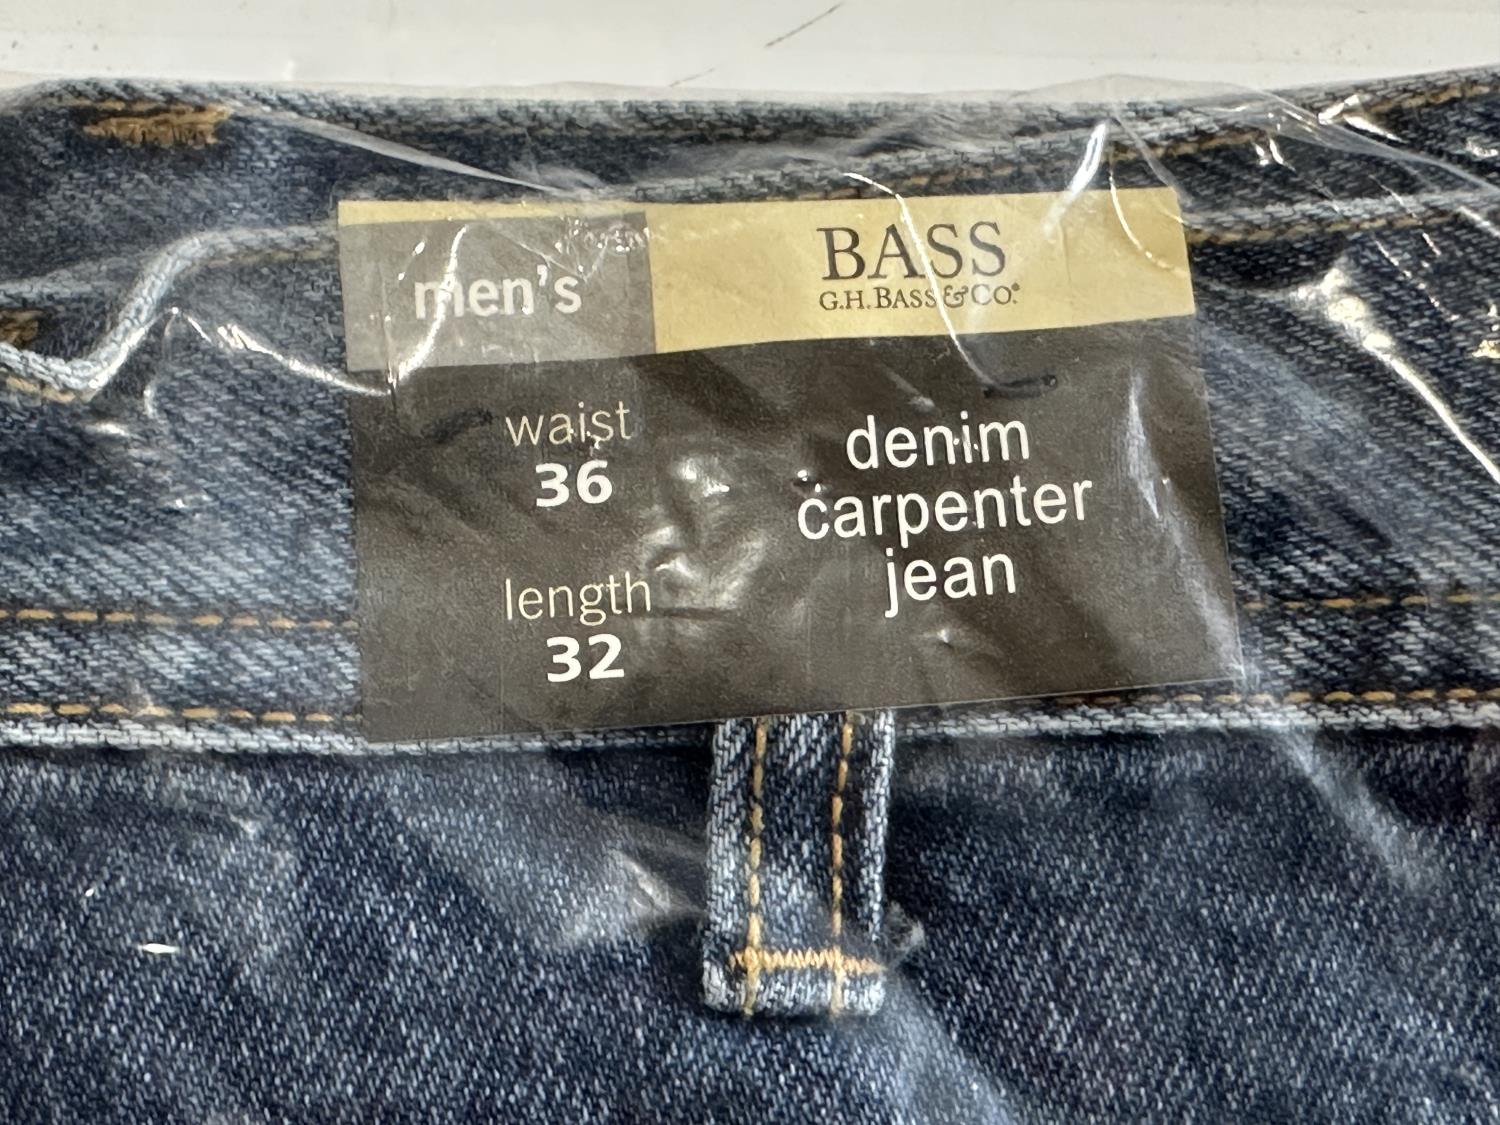 men's
BASS
G.H. BASS & CO.®
waist
36
length
32
denim
carpenter
jean